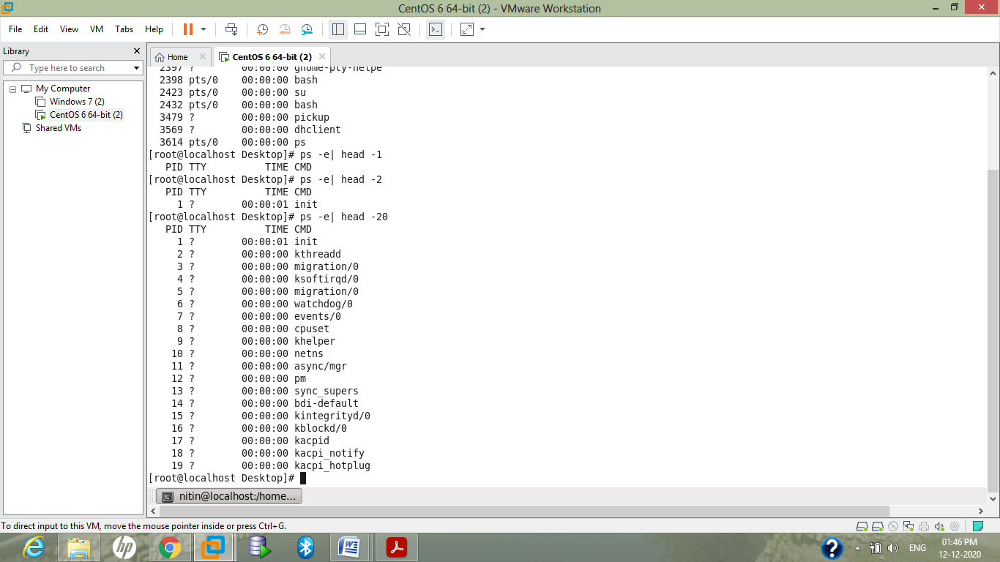 CentOS 6 64-bit (2) - VMware Workstation
File Edit View VM Tabs Help
Library
Type here to search
My Computer
Windows 7 (2)
CentOS 6 64-bit (2)
Shared VMs
Home CentOS 6 64-bit (2)
2397 ? 00:00:00 gnome-pty-helpe
2398 pts/0 00:00:00 bash
2423 pts/0 00:00:00 su
2432 pts/0 00:00:00 bash
3479 ? 00:00:00 pickup
3569 ? 00:00:00 dhclient
3614 pts/0 00:00:00 ps
[root@localhost Desktop]# ps -e| head -1
PID TTY TIME CMD
[root@localhost Desktop]# ps -e| head -2
PID TTY TIME CMD
1 ? 00:00:01 init
[root@localhost Desktop]# ps -e| head -20
PID TTY TIME CMD
1 ? 00:00:01 init
2 ? 00:00:00 kthreadd
3 ? 00:00:00 migration/0
4 ? 00:00:00 ksoftirqd/0
5 ? 00:00:00 migration/0
6 ? 00:00:00 watchdog/0
7 ? 00:00:00 events/0
8 ? 00:00:00 cpuset
9 ? 00:00:00 khelper
10 ? 00:00:00 netns
11 ? 00:00:00 async/mgr
12 ? 00:00:00 pm
13 ? 00:00:00 sync_supers
14 ? 00:00:00 bdi-default
15 ? 00:00:00 kintegrityd/0
16 ? 00:00:00 kblockd/0
17 ? 00:00:00 kacpid
18 ? 00:00:00 kacpi_notify
19 ? 00:00:00 kacpi_hotplug
[root@localhost Desktop]#
nitin@localhost:/home...
To direct input to this VM, move the mouse pointer inside or press Ctrl+G.
hp
ENG
01:46 PM
12-12-2020